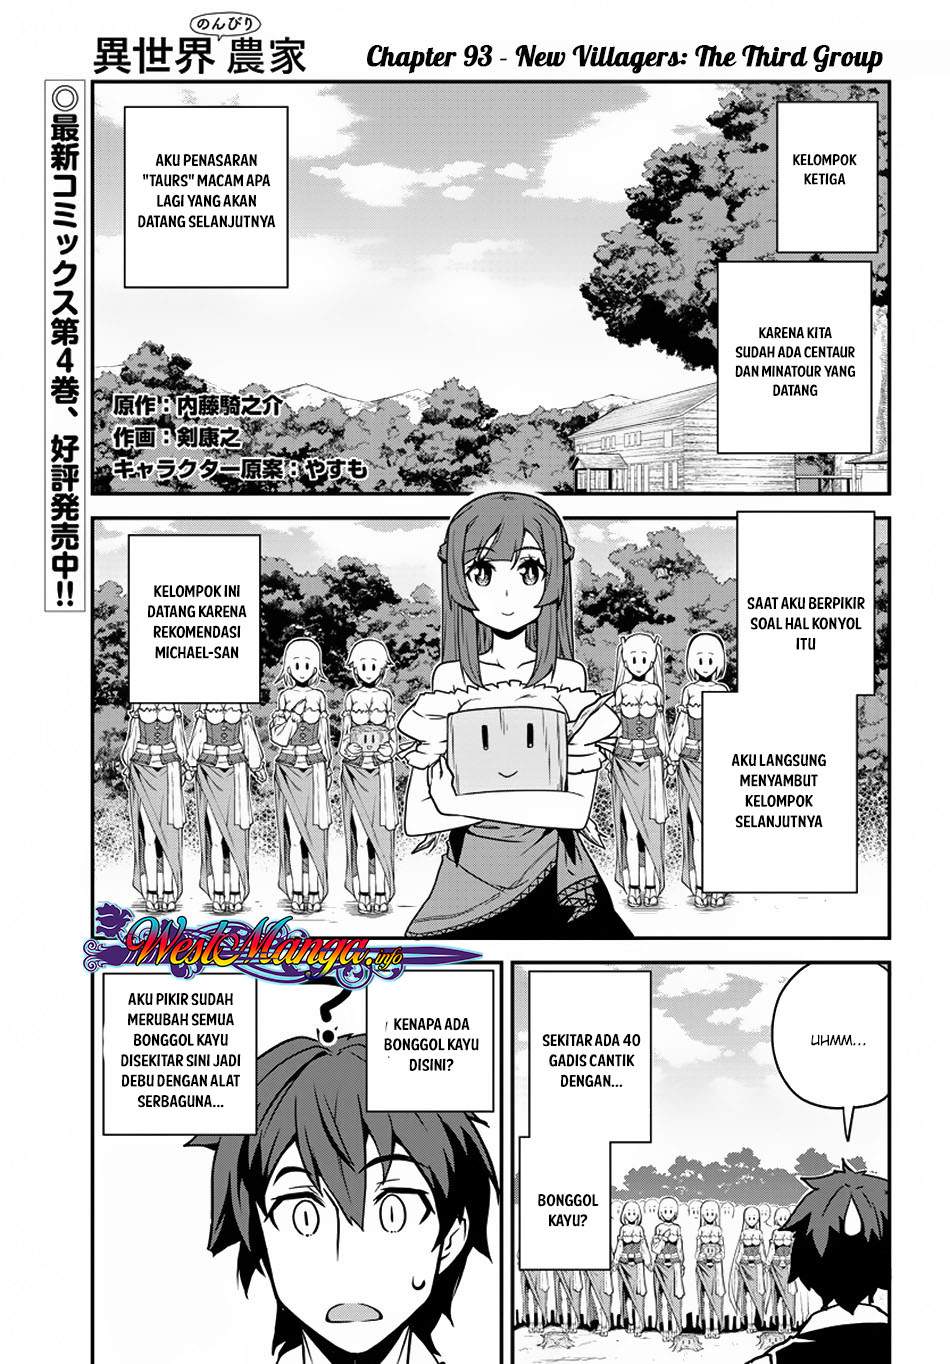 異世界
のんびり
農家
Chapter 93 - New Villagers: The Third Group
◎最新コミックス第4巻、好評発売中!!
KELOMPOK
KETIGA
KARENA KITA
SUDAH ADA CENTAUR
DAN MINATOUR YANG
DATANG
AKU PENASARAN
"TAURS" MACAM APA
LAGI YANG AKAN
DATANG SELANJUTNYA
原作：内藤騎之介
作画：剣康之
キャラクター原案：やすも
SAAT AKU BERPIKIR
SOAL HAL KONYOL
ITU
AKU LANGSUNG
MENYAMBUT
KELOMPOK
SELANJUTNYA
KELOMPOK INI
DATANG KARENA
REKOMENDASI
MICHAEL-SAN
WestManga.info
UHMM...
SEKITAR ADA 40
GADIS CANTIK
DENGAN...
BONGGOL
KAYU?
?
KENAPA ADA
BONGGOL KAYU
DISINI?
AKU PIKIR SUDAH
MERUBAH SEMUA
BONGGOL KAYU
DISEKITAR SINI JADI
DEBU DENGAN ALAT
SERBAGUNA...